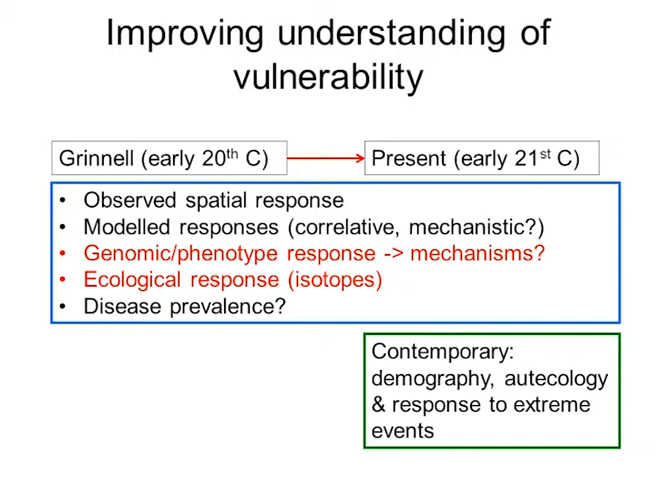 Improving understanding of
vulnerability
Grinnell (early 20th C)
Present (early 21st C)
• Observed spatial response
• Modelled responses (correlative, mechanistic?)
• Genomic/phenotype response -> mechanisms?
• Ecological response (isotopes)
• Disease prevalence?
Contemporary:
demography, autecology
& response to extreme
events